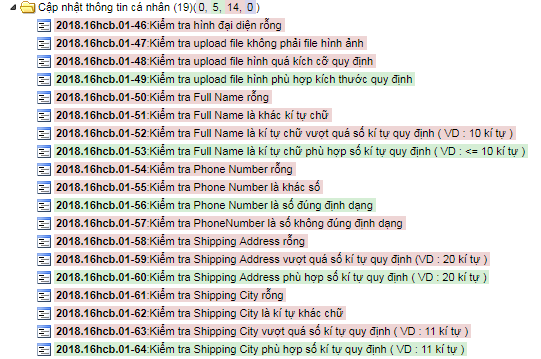 Cập nhật thông tin cá nhân (19)( 0, 5, 14, 0 )
2018.16hcb.01-46:Kiểm tra hình đại diện rỗng
2018.16hcb.01-47:Kiểm tra upload file không phải file hình ảnh
2018.16hcb.01-48:Kiểm tra upload file hình quá kích cỡ quy định
2018.16hcb.01-49:Kiểm tra upload file hình phù hợp kích thước quy định
2018.16hcb.01-50:Kiểm tra Full Name rỗng
2018.16hcb.01-51:Kiểm tra Full Name là khác kí tự chữ
2018.16hcb.01-52:Kiểm tra Full Name là kí tự chữ vượt quá số kí tự quy định ( VD : 10 kí tự )
2018.16hcb.01-53:Kiểm tra Full Name là kí tự chữ phù hợp số kí tự quy định ( VD : <= 10 kí tự )
2018.16hcb.01-54:Kiểm tra Phone Number rỗng
2018.16hcb.01-55:Kiểm tra Phone Number là khác số
2018.16hcb.01-56:Kiểm tra Phone Number là số đúng định dạng
2018.16hcb.01-57:Kiểm tra PhoneNumber là số không đúng định dạng
2018.16hcb.01-58:Kiểm tra Shipping Address rỗng
2018.16hcb.01-59:Kiểm tra Shipping Address vượt quá số kí tự quy định (VD : 20 kí tự )
2018.16hcb.01-60:Kiểm tra Shipping Address phù hợp số kí tự quy định ( VD : 20 kí tự )
2018.16hcb.01-61:Kiểm tra Shipping City rỗng
2018.16hcb.01-62:Kiểm tra Shipping City là kí tự khác chữ
2018.16hcb.01-63:Kiểm tra Shipping City vượt quá số kí tự quy định ( VD : 11 kí tự )
2018.16hcb.01-64:Kiểm tra Shipping City phù hợp số kí tự quy định ( VD : 11 kí tự )